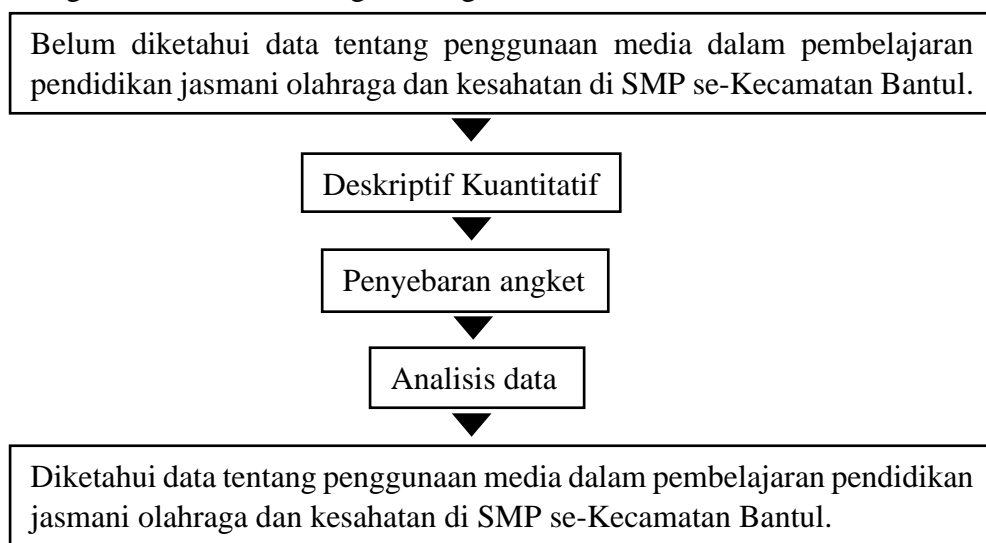 Belum diketahui data tentang penggunaan media dalam pembelajaran
pendidikan jasmani olahraga dan kesahatan di SMP se-Kecamatan Bantul.
Deskriptif Kuantitatif
Penyebaran angket
Analisis data
Diketahui data tentang penggunaan media dalam pembelajaran pendidikan
jasmani olahraga dan kesahatan di SMP se-Kecamatan Bantul.